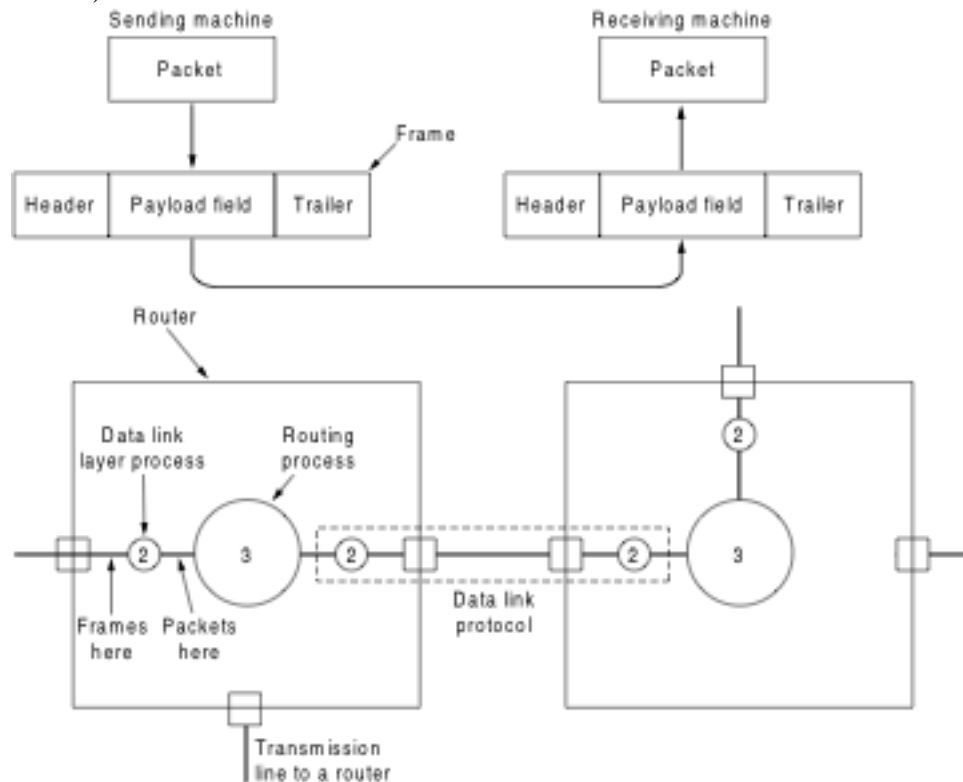 Sending machine
Receiving machine
Packet
Packet
Frame
Header
Payload field
Trailer
Header
Payload field
Trailer
Router
Data link
layer process
Routing
process
2
2
3
2
2
3
Frames
here
Packets
here
Data link
protocol
Transmission
line to a router